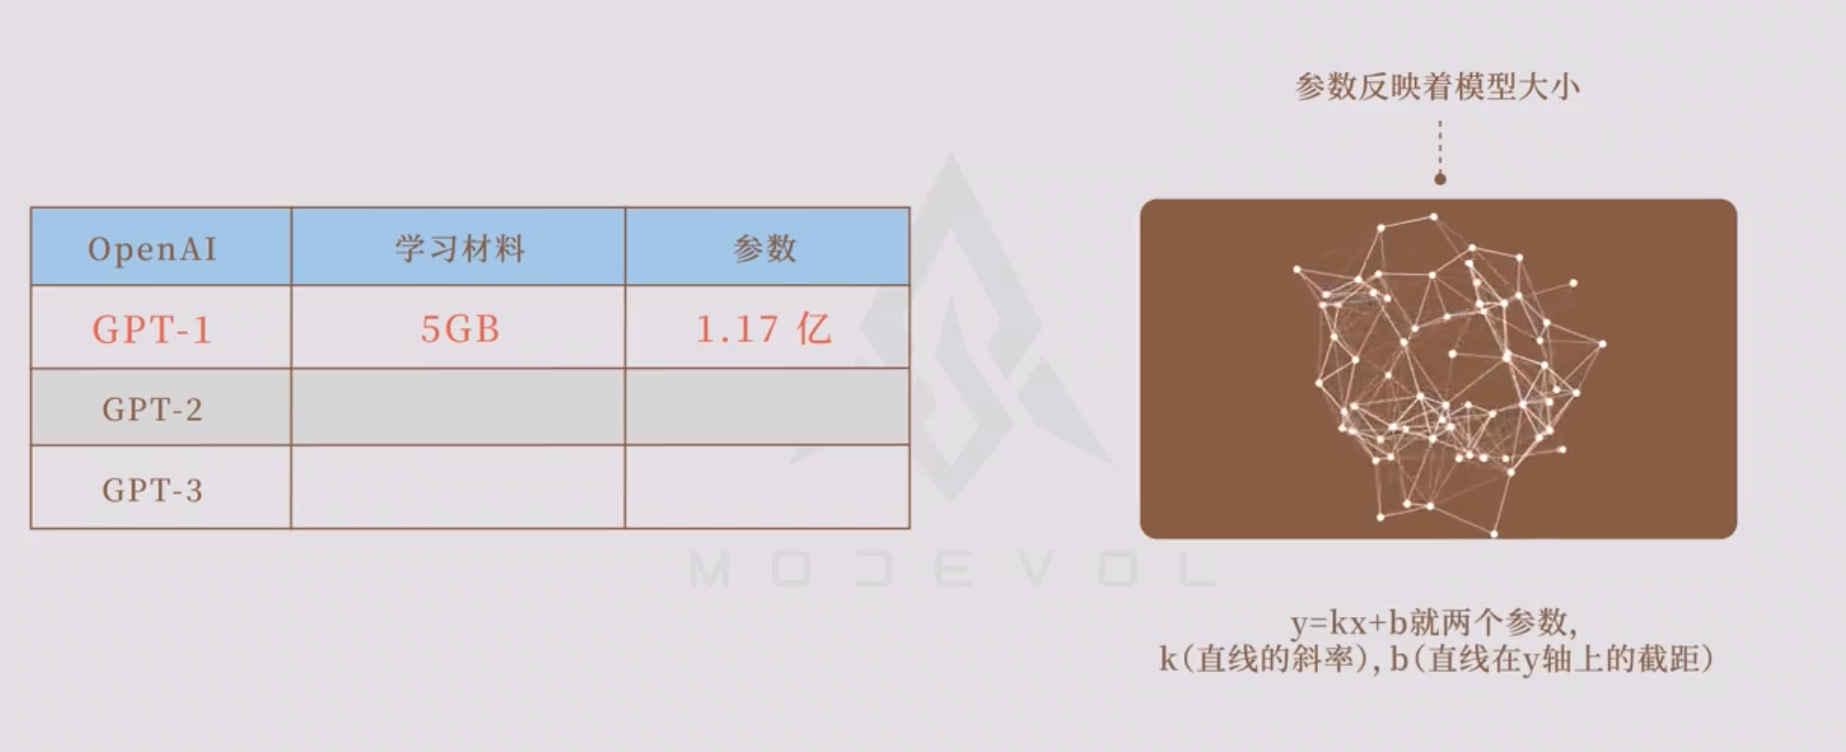 参数反映着模型大小
OpenAI 学习材料 参数
GPT-1 5GB 1.17 亿
GPT-2
GPT-3
MODEVOL
y=kx+b就两个参数,
k(直线的斜率), b(直线在y轴上的截距)